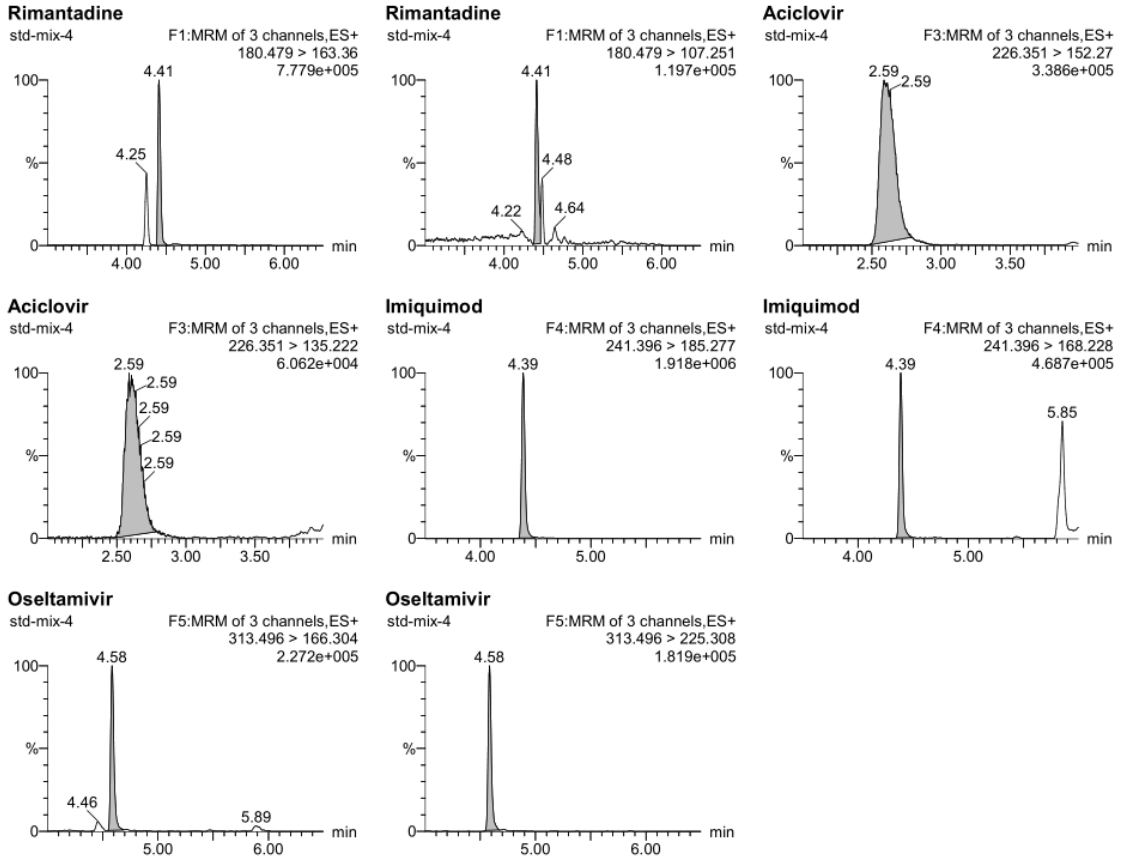 Rimantadine
std-mix-4
F1:MRM of 3 channels,ES+
180.479 > 163.36
7.779e+005
4.41
100
4.25
%
0
min
4.00
5.00
6.00
Rimantadine
std-mix-4
F1:MRM of 3 channels,ES+
180.479 > 107.251
1.197e+005
4.41
100
4.48
%
4.22
4.64
0
min
4.00
5.00
6.00
Aciclovir
std-mix-4
F3:MRM of 3 channels,ES+
226.351 > 152.27
3.386e+005
2.59
100
2.59
%
0
min
2.50
3.00
3.50
Aciclovir
std-mix-4
F3:MRM of 3 channels,ES+
226.351 > 135.222
6.062e+004
2.59
100
2.59
2.59
2.59
%
2.59
0
min
2.50
3.00
3.50
Imiquimod
std-mix-4
F4:MRM of 3 channels,ES+
241.396 > 185.277
1.918e+006
4.39
100
%
0
min
4.00
5.00
Imiquimod
std-mix-4
F4:MRM of 3 channels,ES+
241.396 > 168.228
4.687e+005
4.39
100
5.85
%
0
min
4.00
5.00
Oseltamivir
std-mix-4
F5:MRM of 3 channels,ES+
313.496 > 166.304
2.272e+005
4.58
100
%
4.46
5.89
0
min
5.00
6.00
Oseltamivir
std-mix-4
F5:MRM of 3 channels,ES+
313.496 > 225.308
1.819e+005
4.58
100
%
0
min
5.00
6.00